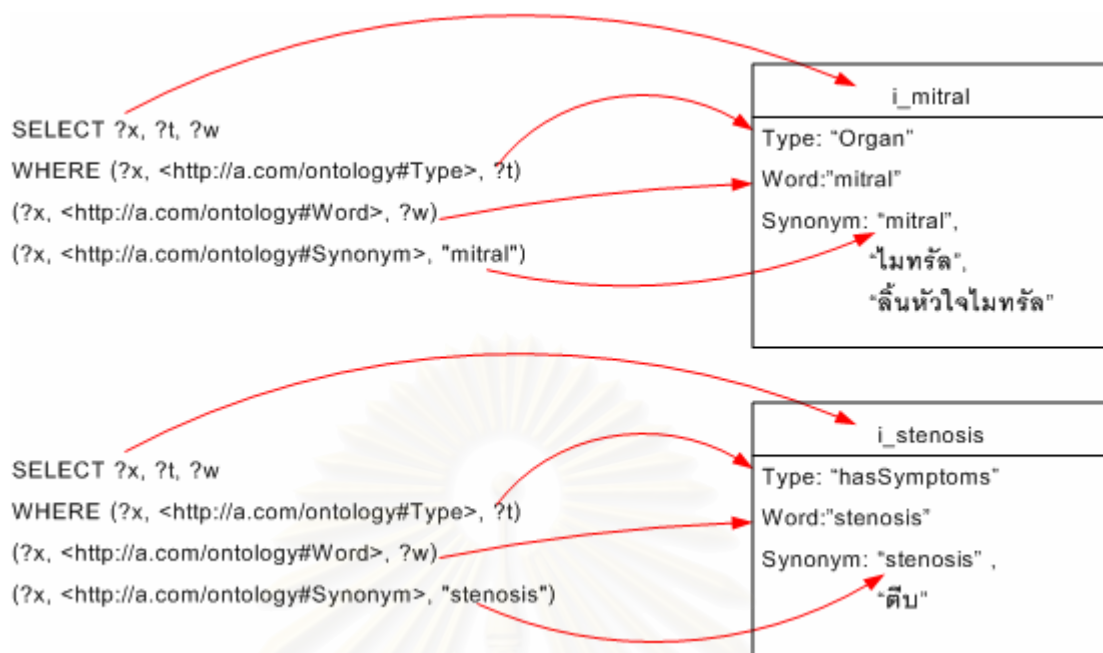 SELECT ?x, ?t, ?w
WHERE (?x, <http://a.com/ontology#Type>, ?t)
(?x, <http://a.com/ontology#Word>, ?w)
(?x, <http://a.com/ontology#Synonym>, "mitral")
i_mitral
Type: “Organ”
Word:”mitral”
Synonym: “mitral”,
“ไมทรัล”,
“ลิ้นหัวใจไมทรัล”
SELECT ?x, ?t, ?w
WHERE (?x, <http://a.com/ontology#Type>, ?t)
(?x, <http://a.com/ontology#Word>, ?w)
(?x, <http://a.com/ontology#Synonym>, "stenosis")
i_stenosis
Type: “hasSymptoms”
Word:”stenosis”
Synonym: “stenosis” ,
“ตีบ”